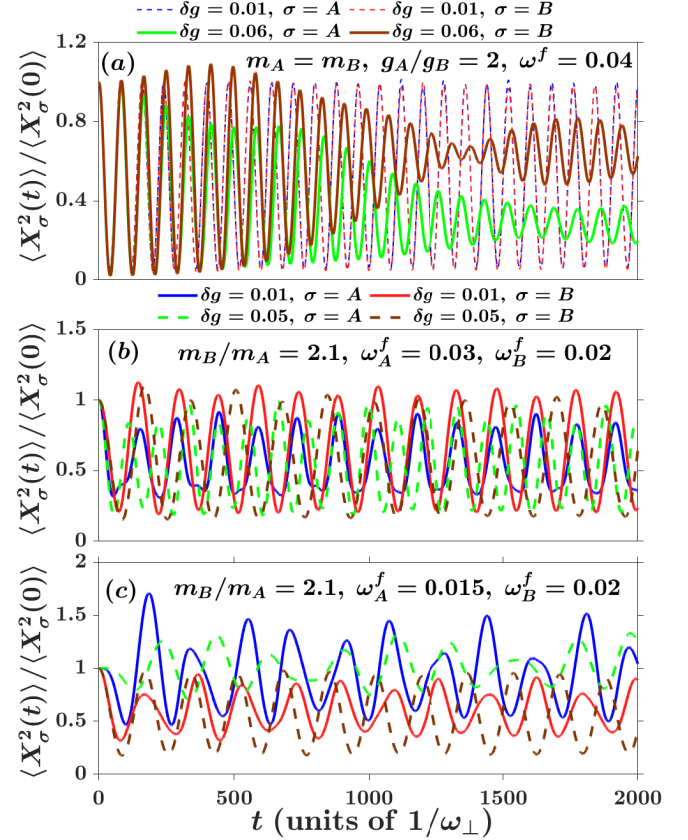 δg = 0.01, σ = A δg = 0.01, σ = B
δg = 0.06, σ = A δg = 0.06, σ = B
(a) m_A = m_B, g_A/g_B = 2, ω^f = 0.04
⟨X_σ^2(t)⟩/⟨X_σ^2(0)⟩
1.2
0.8
0.4
0
δg = 0.01, σ = A δg = 0.01, σ = B
δg = 0.05, σ = A δg = 0.05, σ = B
(b) m_B/m_A = 2.1, ω_A^f = 0.03, ω_B^f = 0.02
⟨X_σ^2(t)⟩/⟨X_σ^2(0)⟩
1.5
1
0.5
0
(c) m_B/m_A = 2.1, ω_A^f = 0.015, ω_B^f = 0.02
⟨X_σ^2(t)⟩/⟨X_σ^2(0)⟩
2
1.5
1
0.5
0
0 500 1000 1500 2000
t (units of 1/ω_⊥)